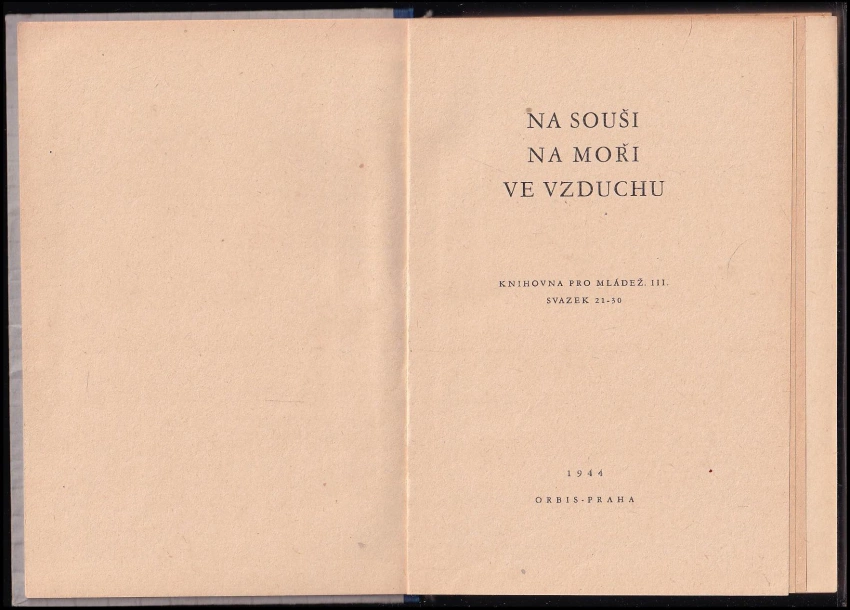 NA SOUŠI
NA MOŘI
VE VZDUCHU
KNIHOVNA PRO MLÁDEŽ. III.
SVAZEK 21-30
1944
ORBIS-PRAHA